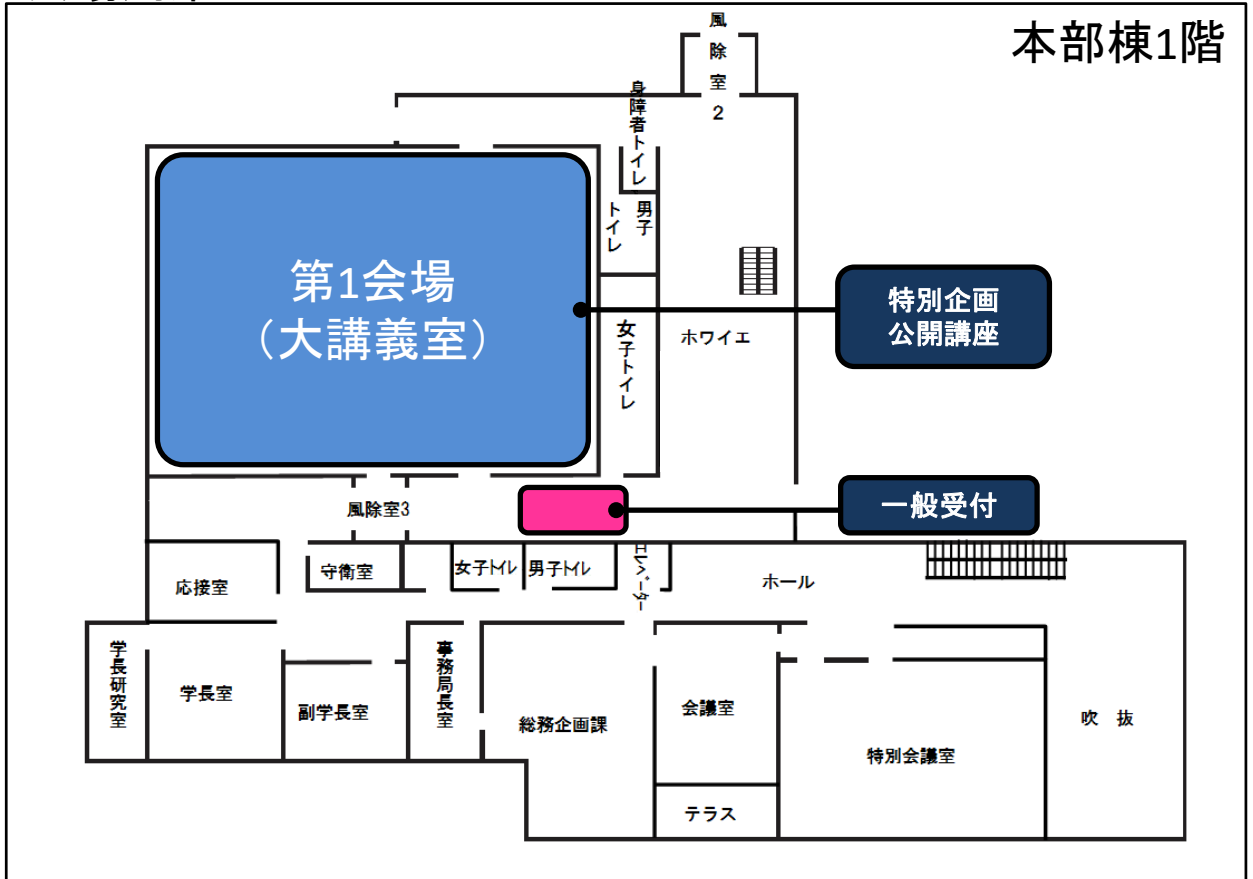 本部棟1階
風除室2
身障者トイレ
男子トイレ
第1会場
（大講義室）
特別企画
公開講座
女子トイレ
ホワイエ
一般受付
風除室3
守衛室
女子トイレ
男子トイレ
エレベーター
ホール
応接室
学長研究室
学長室
副学長室
事務局長室
総務企画課
会議室
特別会議室
吹 抜
テラス